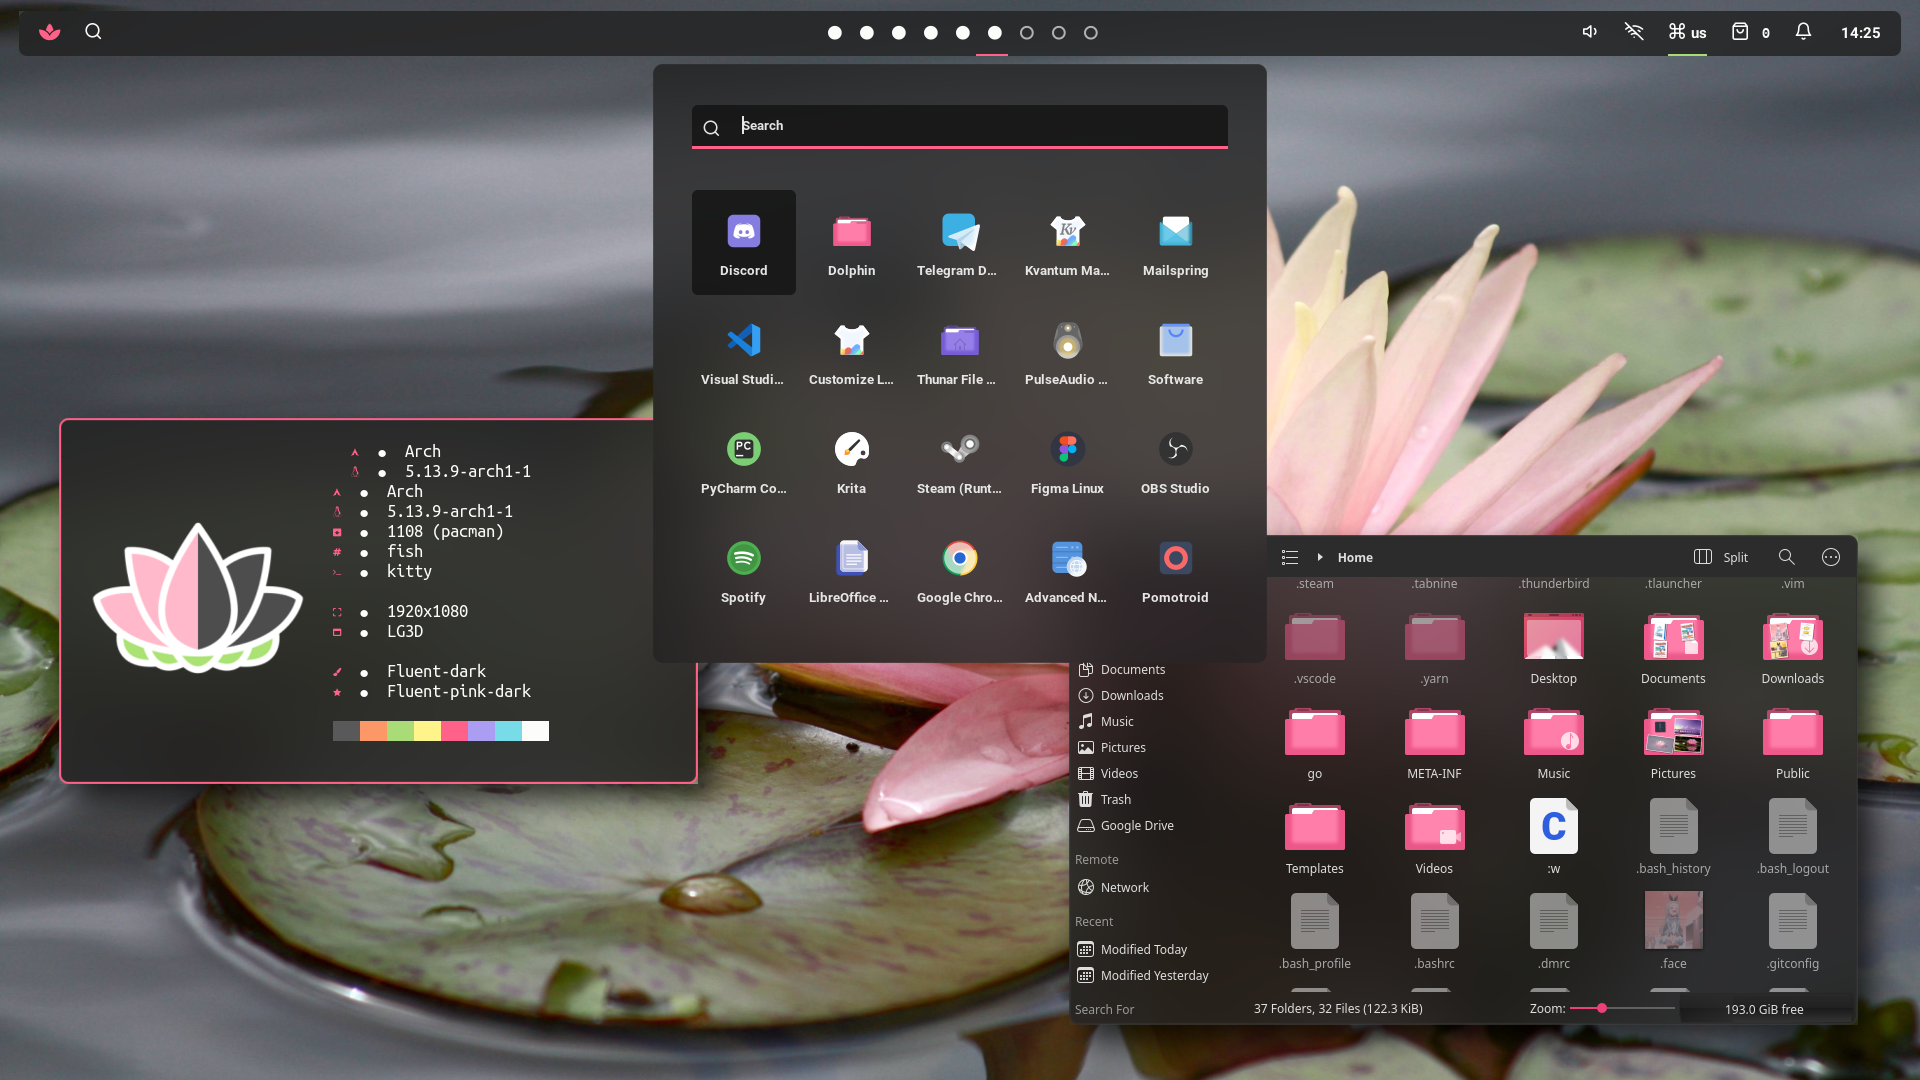 us
0
14:25
Search
Discord
Dolphin
Telegram D...
Kvantum Ma...
Mailspring
Visual Studi...
Customize L...
Thunar File ...
PulseAudio ...
Software
PC
PyCharm Co...
Krita
Steam (Runt...
Figma Linux
OBS Studio
Spotify
LibreOffice ...
Google Chro...
Advanced N...
Pomotroid
Kv
Arch
5.13.9-arch1-1
Arch
5.13.9-arch1-1
1108 (pacman)
fish
kitty
1920x1080
LG3D
Fluent-dark
Fluent-pink-dark
Home
Split
Documents
Downloads
Music
Pictures
Videos
Trash
Google Drive
Remote
Network
Recent
Modified Today
Modified Yesterday
Search For
.steam
.tabnine
.thunderbird
.tlauncher
.vim
.vscode
.yarn
Desktop
Documents
Downloads
go
META-INF
Music
Pictures
Public
C
Templates
Videos
:w
.bash_history
.bash_logout
.bash_profile
.bashrc
.dmrc
.face
.gitconfig
37 Folders, 32 Files (122.3 KiB)
Zoom:
193.0 GiB free